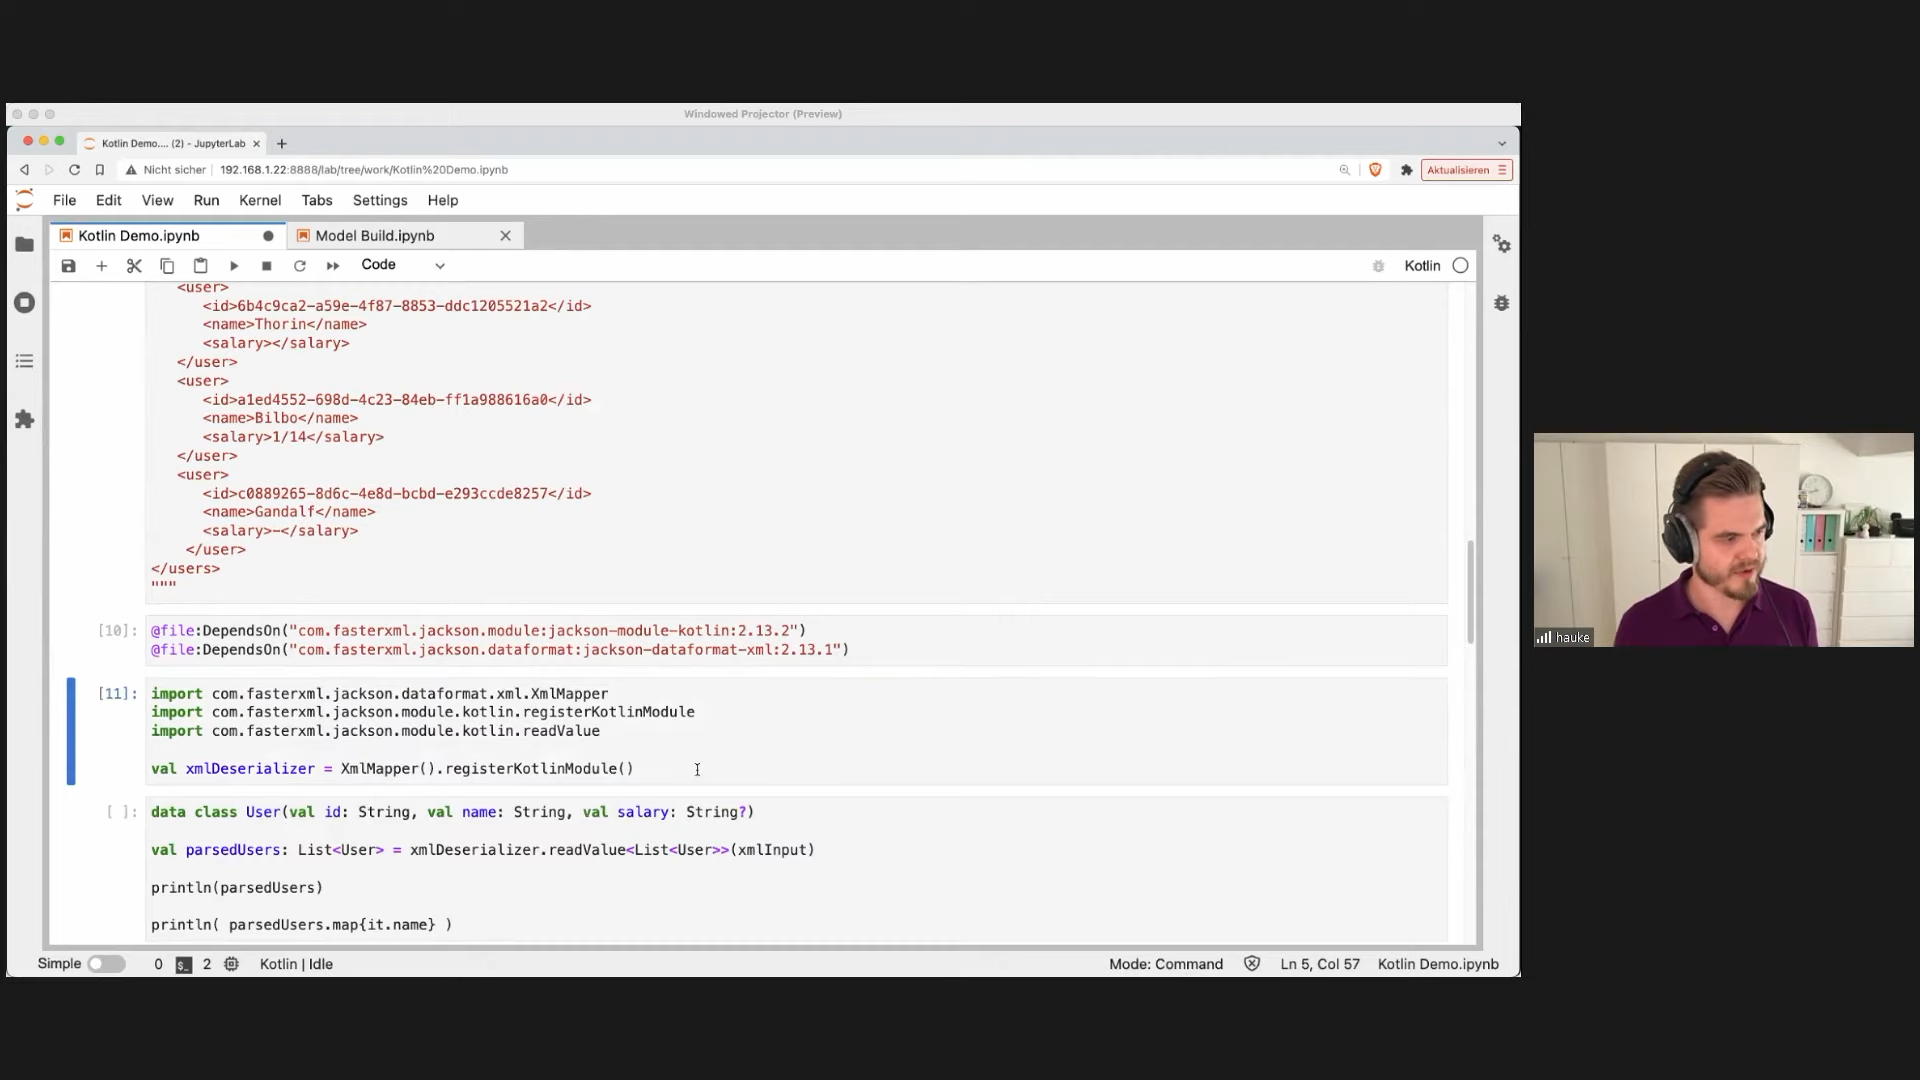 Windowed Projector (Preview)
Kotlin Demo.... (2) - JupyterLab
Nicht sicher
192.168.1.22:8888/lab/tree/work/Kotlin%20Demo.ipynb
Aktualisieren
File Edit View Run Kernel Tabs Settings Help
Kotlin Demo.ipynb
Model Build.ipynb
Code
Kotlin
<user>
<id>6b4c9ca2-a59e-4f87-8853-ddc1205521a2</id>
<name>Thorin</name>
<salary></salary>
</user>
<user>
<id>a1ed4552-698d-4c23-84eb-ff1a988616a0</id>
<name>Bilbo</name>
<salary>1/14</salary>
</user>
<user>
<id>c0889265-8d6c-4e8d-bcbd-e293ccde8257</id>
<name>Gandalf</name>
<salary>-</salary>
</user>
</users>
"""
[10]: @file:DependsOn("com.fasterxml.jackson.module:jackson-module-kotlin:2.13.2")
@file:DependsOn("com.fasterxml.jackson.dataformat:jackson-dataformat-xml:2.13.1")
[11]: import com.fasterxml.jackson.dataformat.xml.XmlMapper
import com.fasterxml.jackson.module.kotlin.registerKotlinModule
import com.fasterxml.jackson.module.kotlin.readValue
val xmlDeserializer = XmlMapper().registerKotlinModule()
[ ]: data class User(val id: String, val name: String, val salary: String?)
val parsedUsers: List<User> = xmlDeserializer.readValue<List<User>>(xmlInput)
println(parsedUsers)
println( parsedUsers.map{it.name} )
Simple 0 $_ 2 Kotlin | Idle Mode: Command Ln 5, Col 57 Kotlin Demo.ipynb
hauke